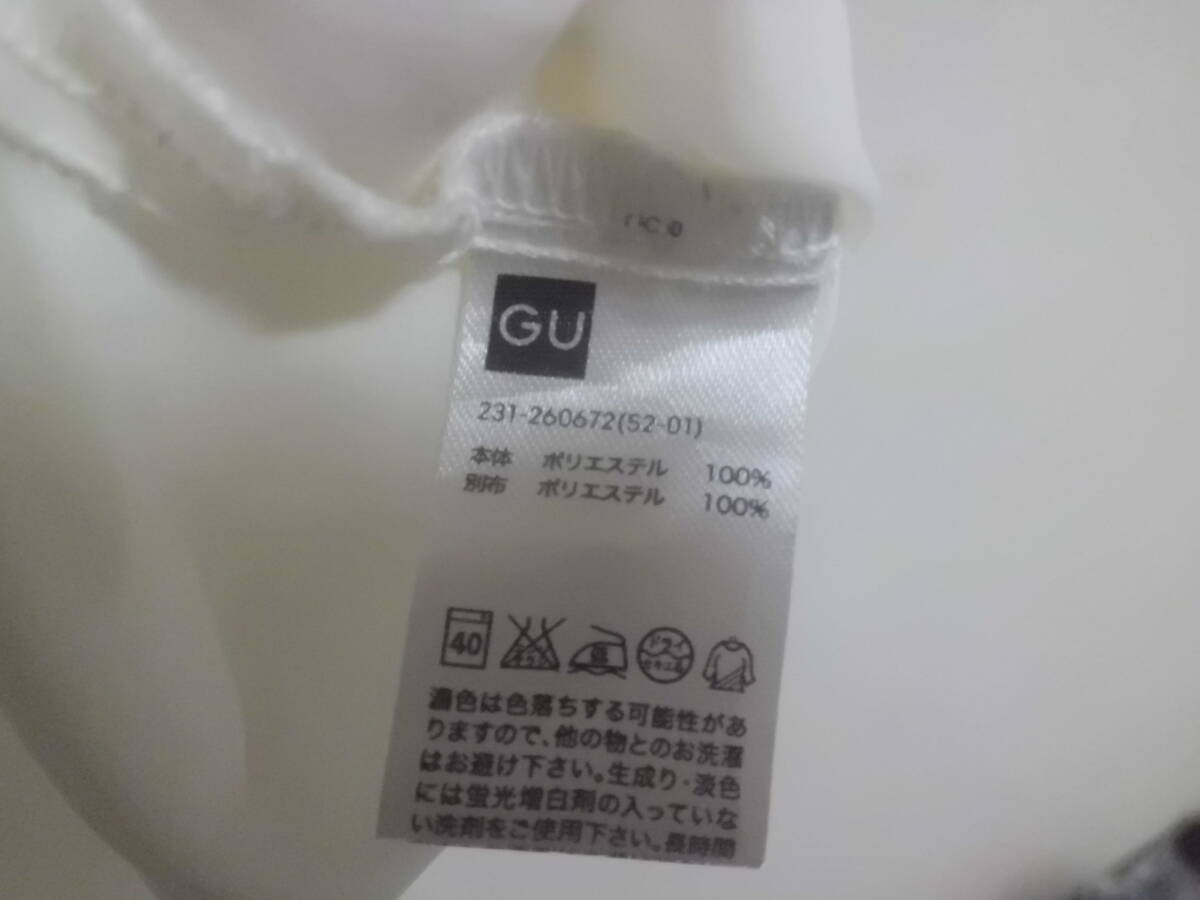 GU
231-260672(52-01)
本体 ポリエステル 100%
別布 ポリエステル 100%
40
ドライ
濃色は色落ちする可能性があ
りますので、他の物とのお洗濯
はお避け下さい。生成り・淡色
には蛍光増白剤の入っていな
い洗剤をご使用下さい。長時間